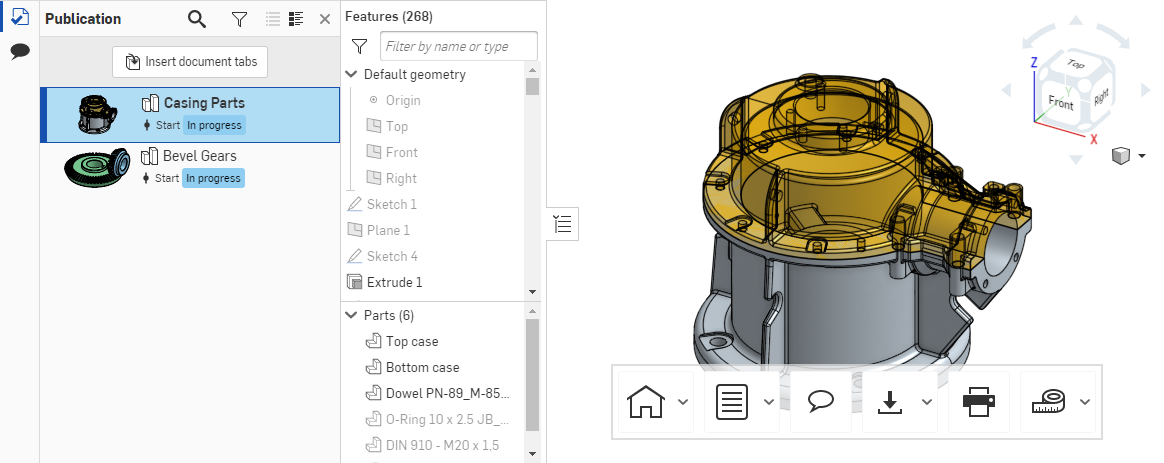 Publication
Insert document tabs
Casing Parts
Start In progress
Bevel Gears
Start In progress
Features (268)
Filter by name or type
Default geometry
Origin
Top
Front
Right
Sketch 1
Plane 1
Sketch 4
Extrude 1
Parts (6)
Top case
Bottom case
Dowel PN-89_M-85...
O-Ring 10 x 2.5 JB_...
DIN 910 - M20 x 1,5
Z
Top
Y
Front
Right
X